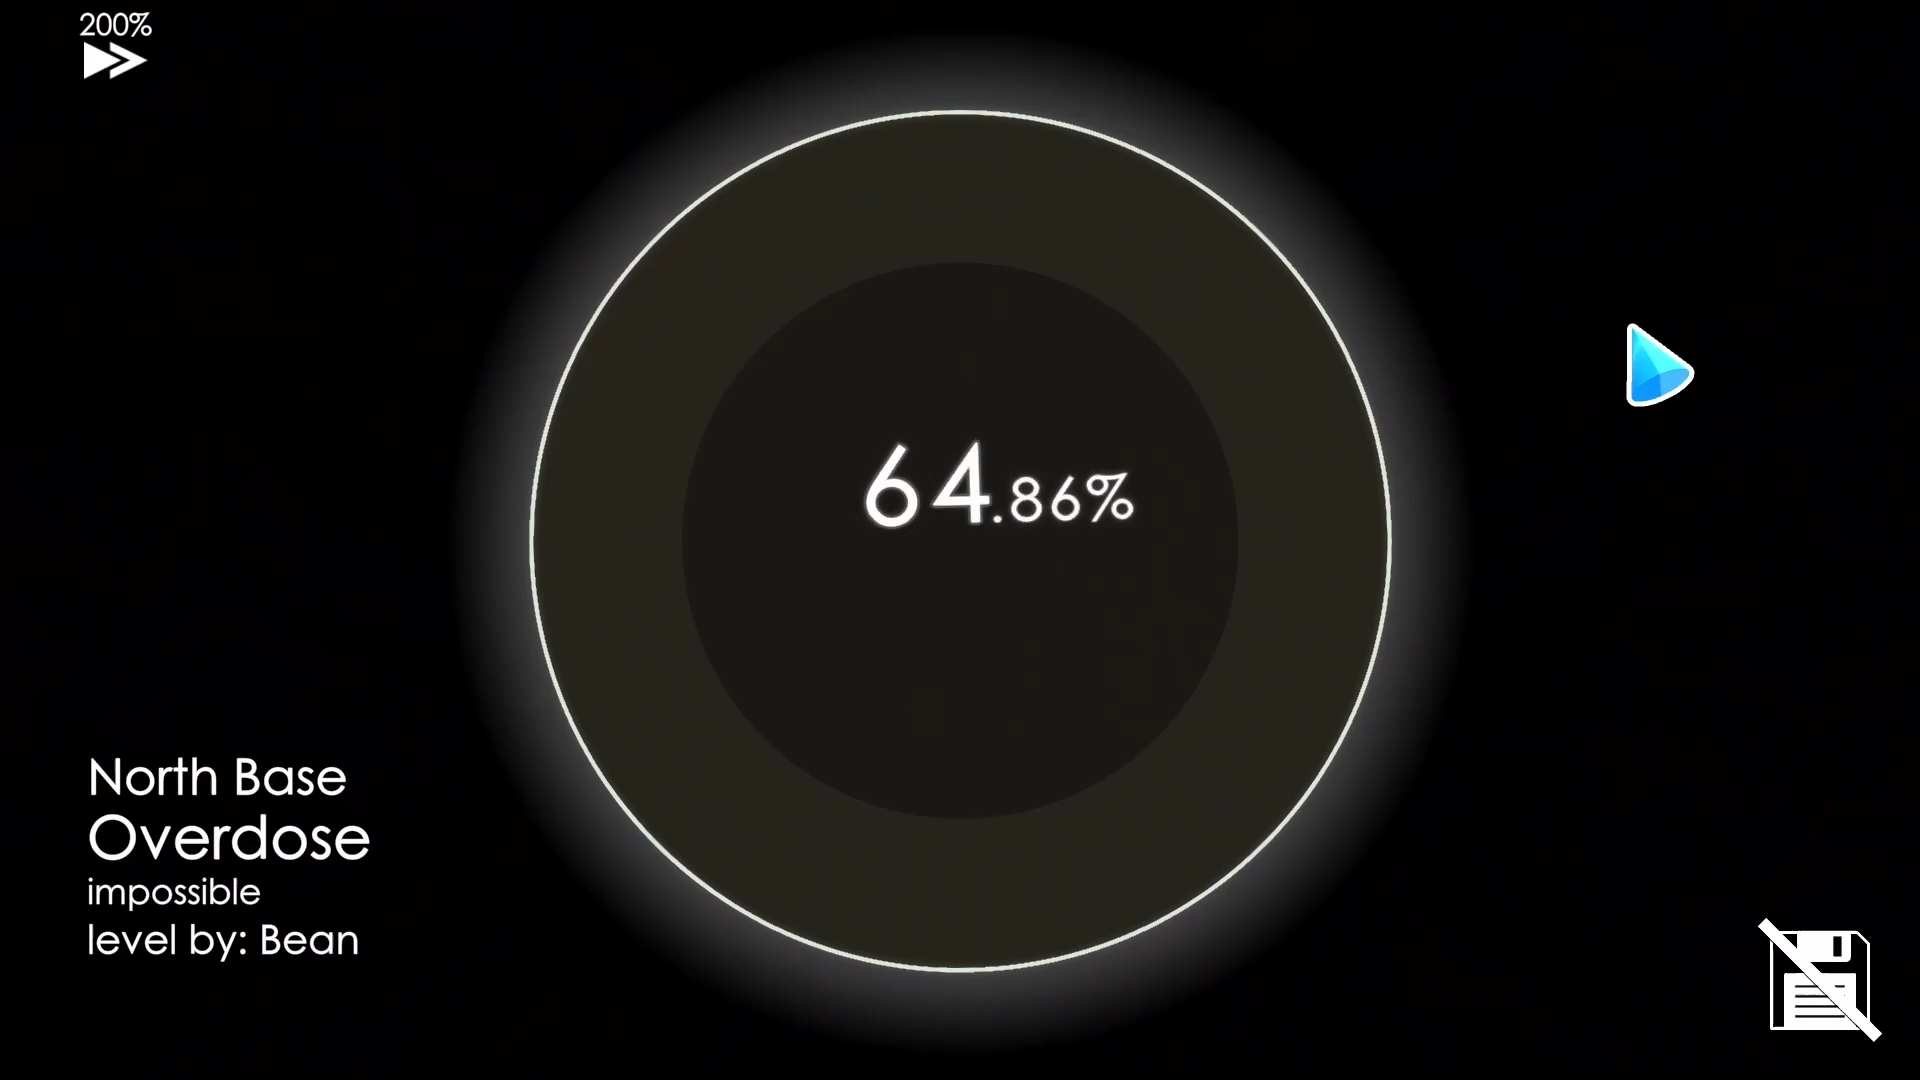 200%
64.86%
North Base
Overdose
impossible
level by: Bean